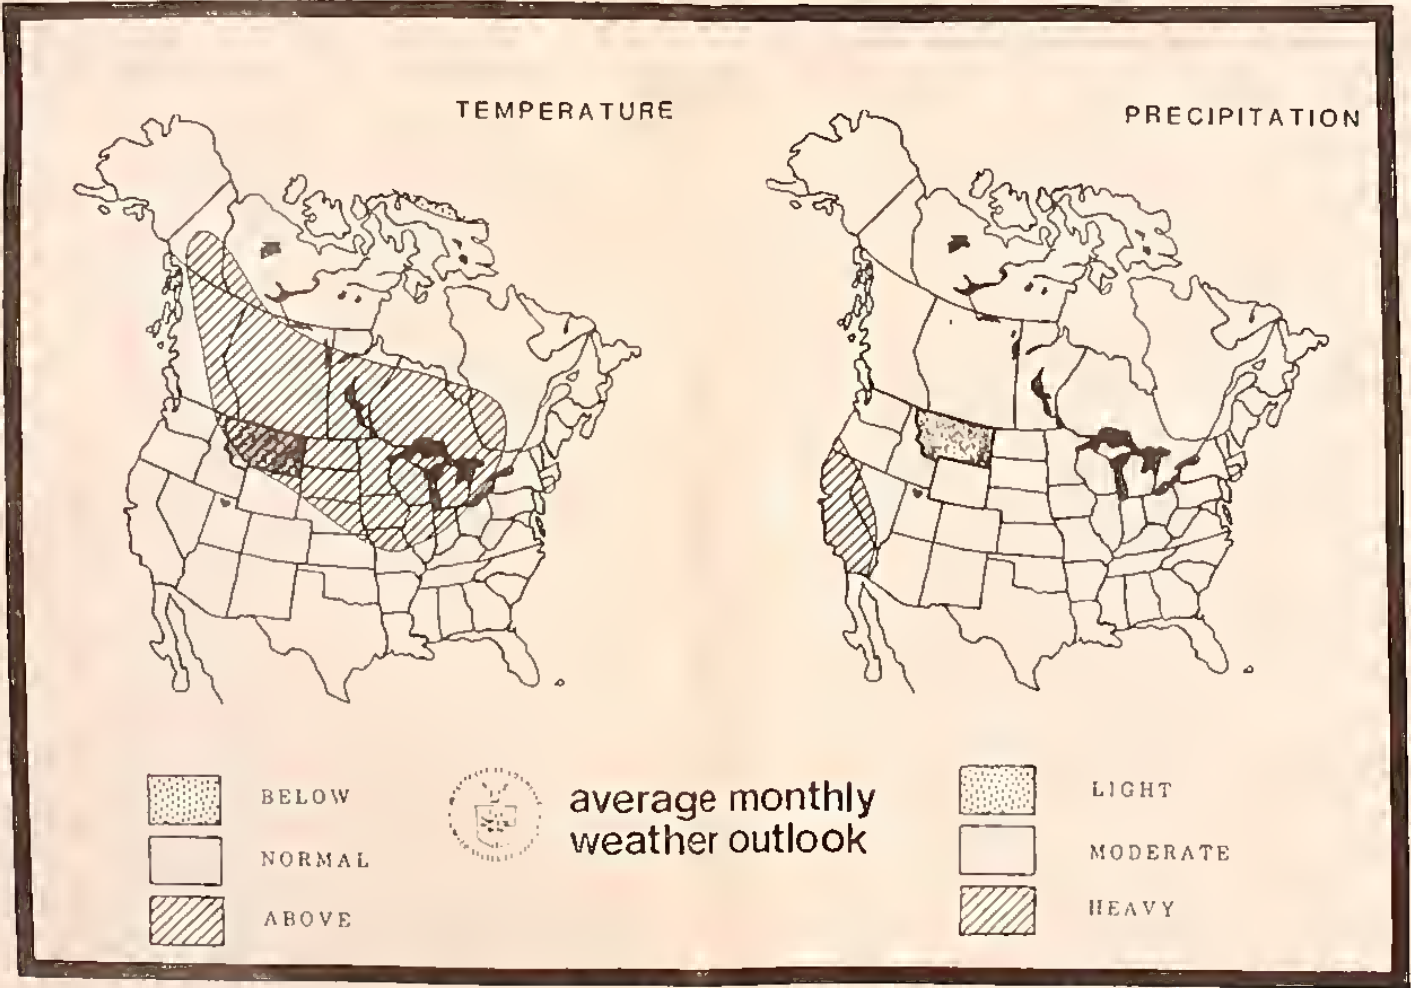 TEMPERATURE
PRECIPITATION
BELOW
NORMAL
ABOVE
average monthly
weather outlook
LIGHT
MODERATE
HEAVY